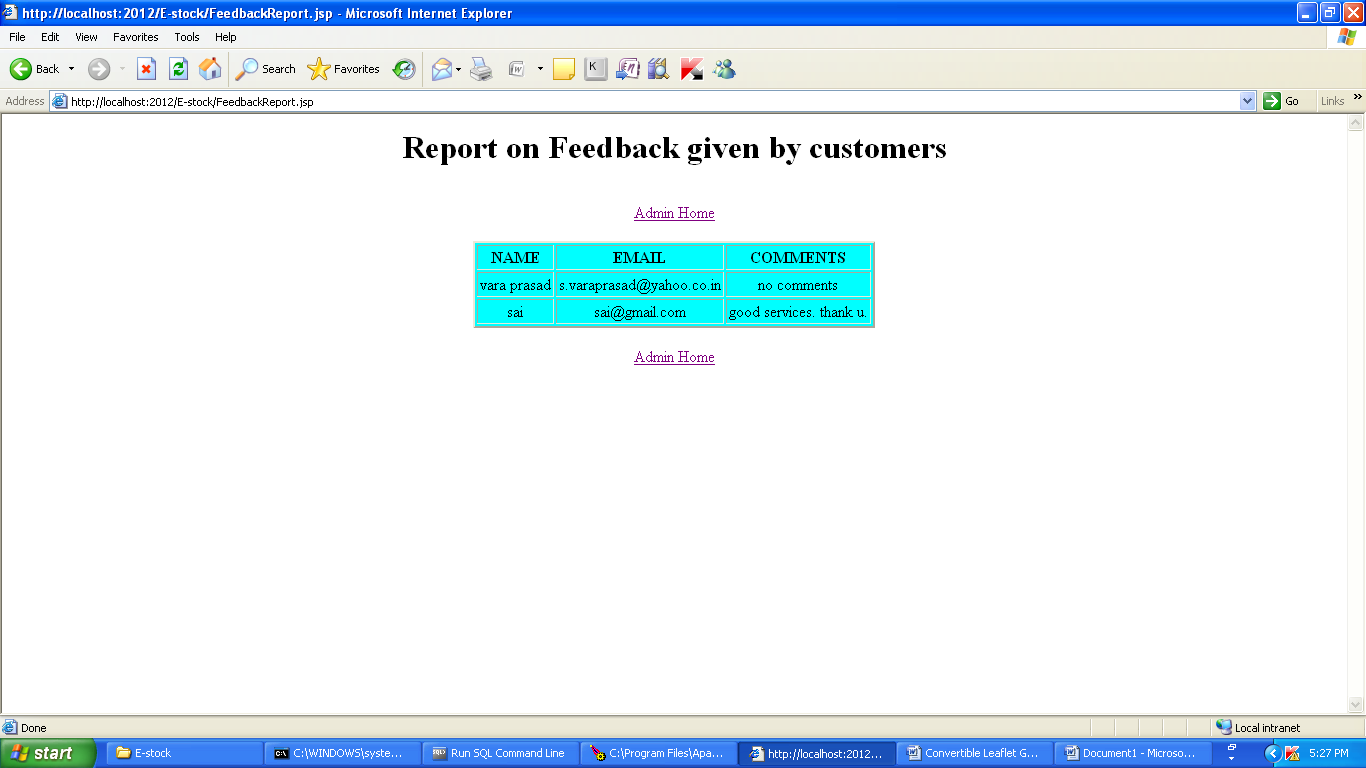 http://localhost:2012/E-stock/FeedbackReport.jsp - Microsoft Internet Explorer
File Edit View Favorites Tools Help
Back Search Favorites
Address http://localhost:2012/E-stock/FeedbackReport.jsp Go Links »
Report on Feedback given by customers
Admin Home
NAME EMAIL COMMENTS
vara prasad s.varaprasad@yahoo.co.in no comments
sai sai@gmail.com good services. thank u.
Admin Home
Done Local intranet
start E-stock C:\WINDOWS\syste... Run SQL Command Line C:\Program Files\Apa... http://localhost:2012... Convertible Leaflet G... Document1 - Microso... 5:27 PM